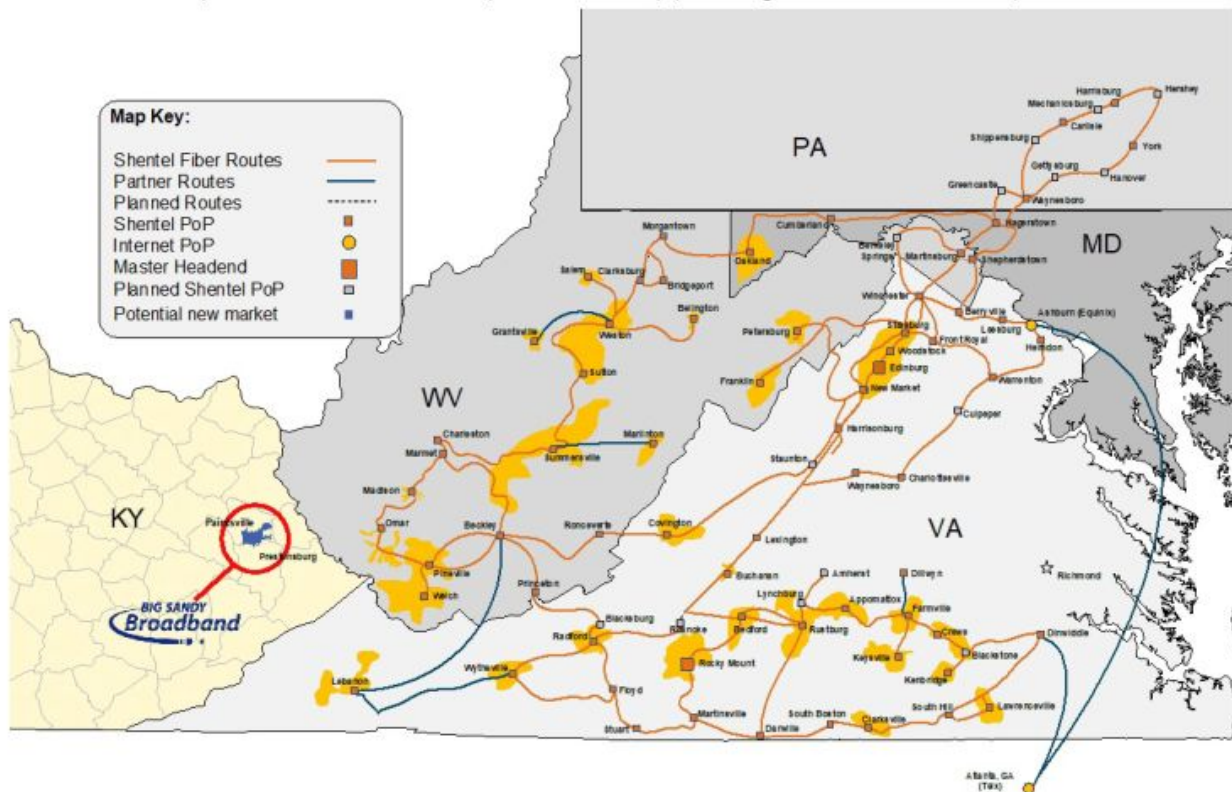 Map Key:
Shentel Fiber Routes
Partner Routes
Planned Routes
Shentel PoP
Internet PoP
Master Headend
Planned Shentel PoP
Potential new market
PA
MD
WV
KY
VA
Harrisburg
Hershey
Mechanicsburg
Carlisle
Shippensburg
York
Gettysburg
Hanover
Greencastle
Waynesboro
Hagerstown
Cumberland
Morgantown
Oakland
Berkeley
Springs
Martinsburg
Shepherdstown
Salem
Clarksburg
Bridgeport
Belington
Grantsville
Weston
Winchester
Berryville
Leesburg
Ashburn (Equinix)
Herndon
Petersburg
Strasburg
Front Royal
Woodstock
Edinburg
New Market
Warrenton
Franklin
Sutton
Culpeper
Charleston
Marmet
Marlinton
Summersville
Harrisonburg
Staunton
Waynesboro
Charlottesville
Madison
Omar
Beckley
Ronceverte
Covington
Lexington
Paintsville
Prestonsburg
Pineville
Welch
Princeton
Buchanan
Amherst
Dillwyn
Richmond
Lynchburg
Appomattox
Farmville
BIG SANDY
Broadband
Blacksburg
Radford
Roanoke
Bedford
Rustburg
Crewe
Blackstone
Dinwiddie
Keysville
Kenbridge
Lebanon
Wytheville
Rocky Mount
Floyd
Martinsville
Stuart
Danville
South Boston
Clarksville
South Hill
Lawrenceville
Atlanta, GA
(Telx)